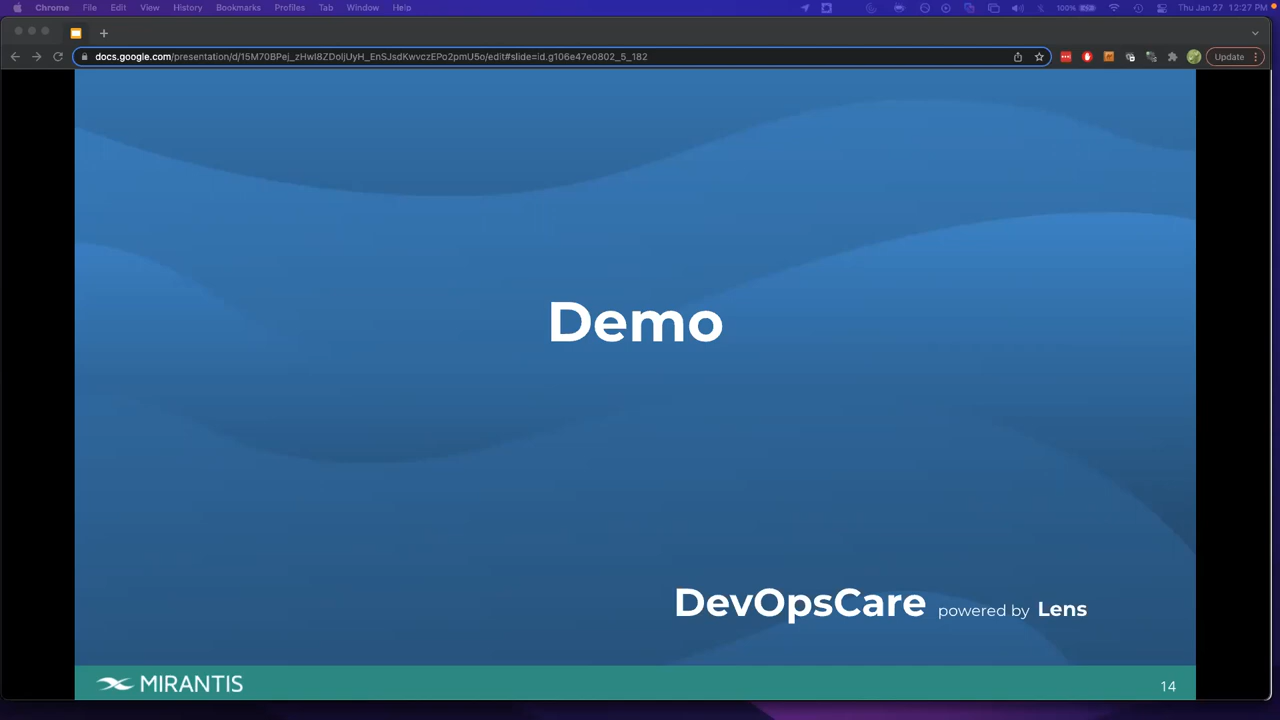 Chrome File Edit View History Bookmarks Profiles Tab Window Help 100% Thu Jan 27 12:27 PM
docs.google.com/presentation/d/15M70BPej_zHwI8ZDoljUyH_EnSJsdKwvczEPo2pmU5o/edit#slide=id.g106e47e0802_5_182 Update
Demo
DevOpsCare powered by Lens
MIRANTIS 14